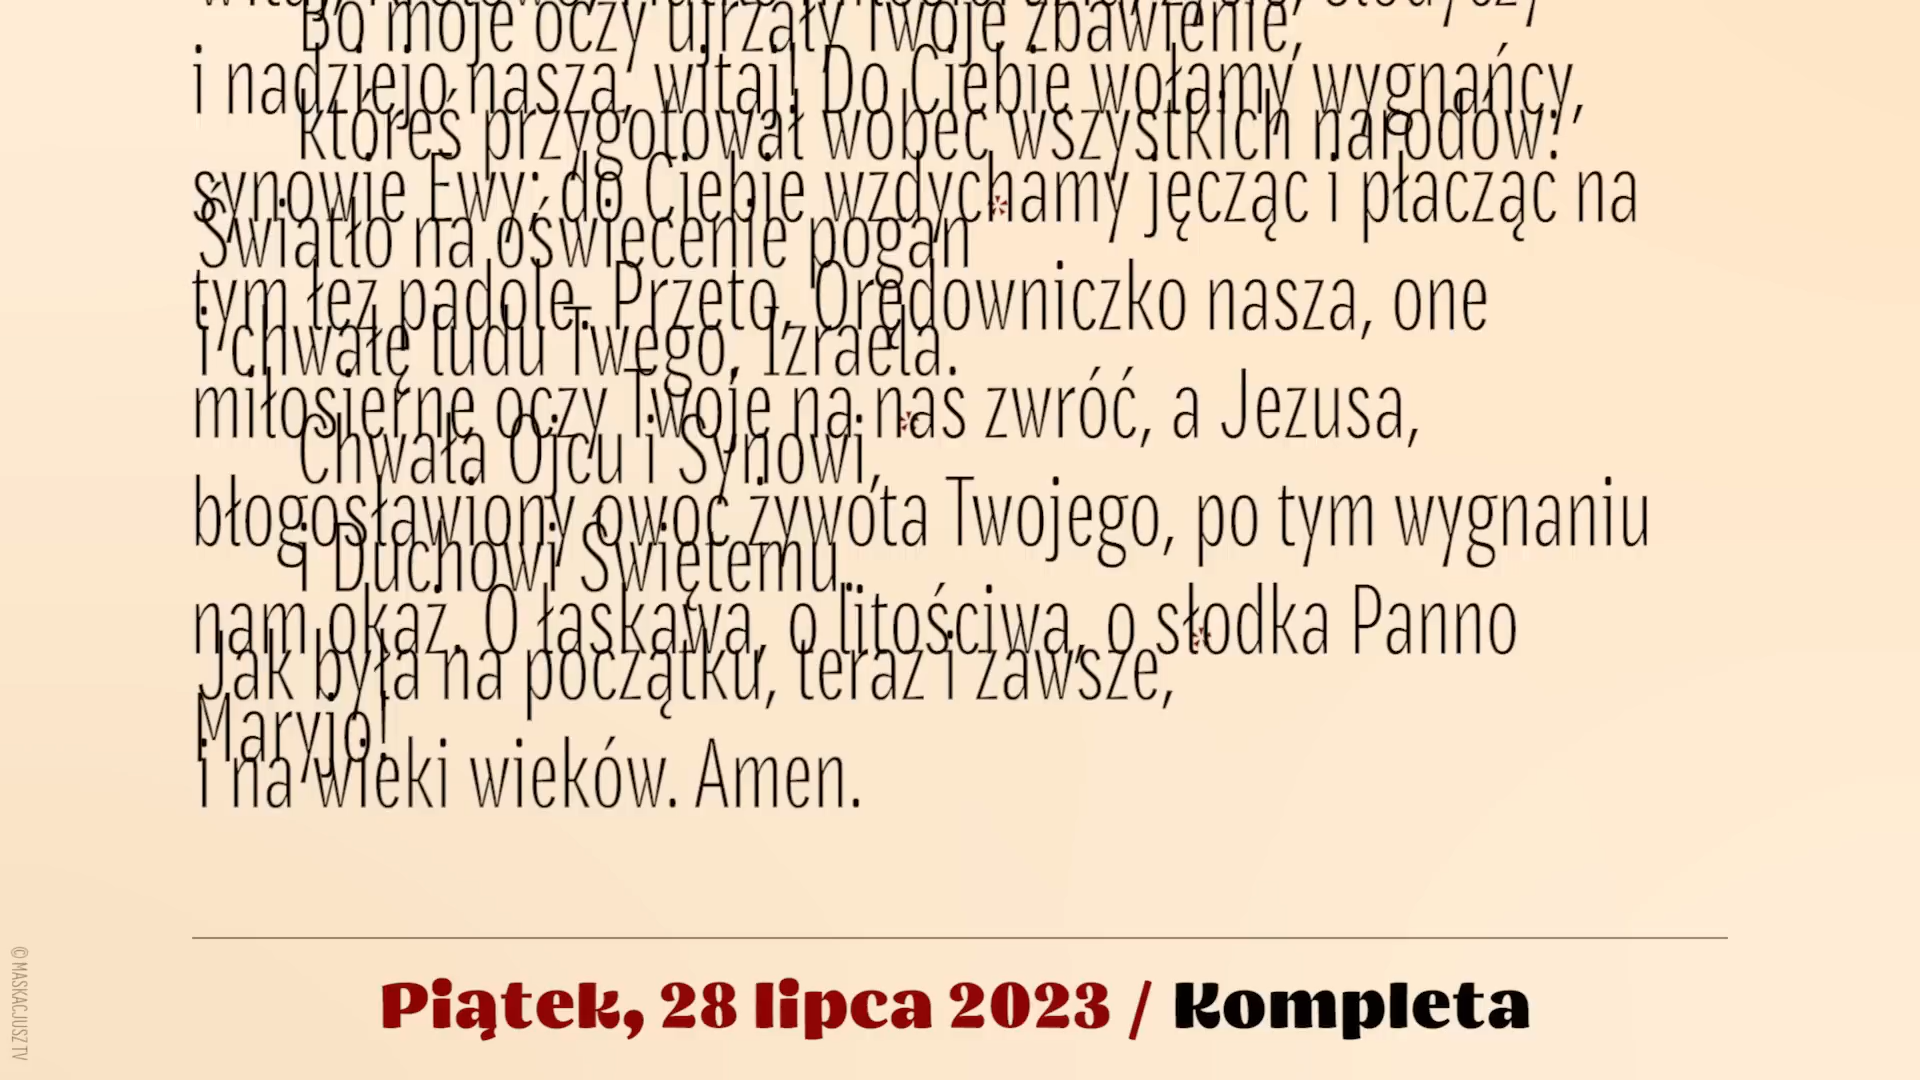 Bo moje oczy ujrzały Twoje zbawienie,
i nadziejo nasza, witaj! Do Ciebie wołamy wygnańcy,
któreś przygotował wobec wszystkich narodów:
synowie Ewy; do Ciebie wzdychamy jęcząc i płacząc na
Światło na oświecenie pogan *
tym łez padole. Przeto, Orędowniczko nasza, one
i chwałę ludu Twego, Izraela.
miłosierne oczy Twoje na nas zwróć, a Jezusa,
Chwała Ojcu i Synowi, *
błogosławiony owoc żywota Twojego, po tym wygnaniu
i Duchowi Świętemu.
nam okaż. O łaskawa, o litościwa, o słodka Panno
Jak była na początku, teraz i zawsze, *
Maryjo!
i na wieki wieków. Amen.
Piątek, 28 lipca 2023 / Kompleta
© MASKACJUSZ TV